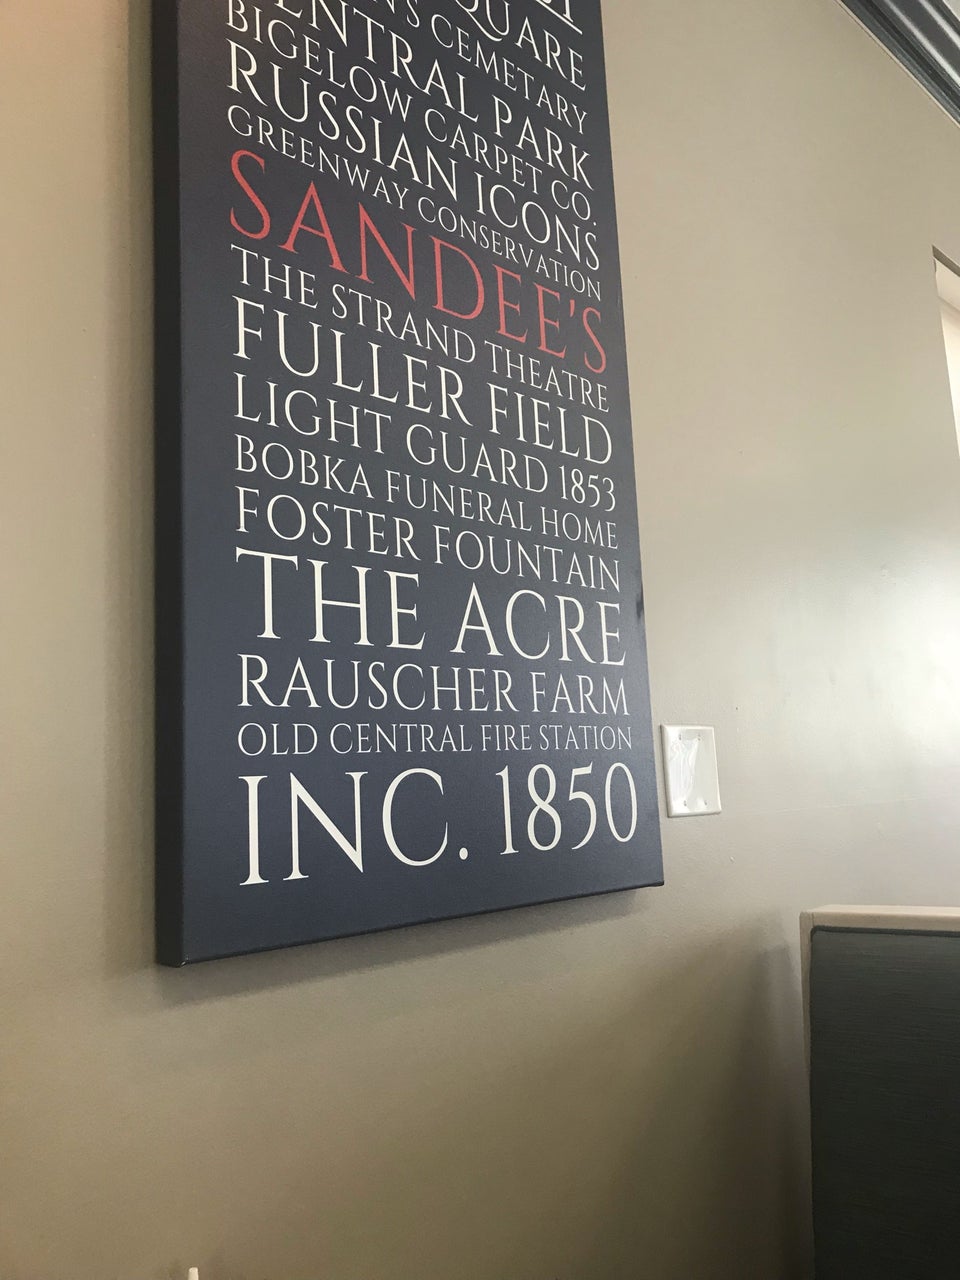 SQUARE
CEMETARY
CENTRAL PARK
BIGELOW CARPET CO.
RUSSIAN ICONS
GREENWAY CONSERVATION
SANDEE'S
THE STRAND THEATRE
FULLER FIELD
LIGHT GUARD 1853
BOBKA FUNERAL HOME
FOSTER FOUNTAIN
THE ACRE
RAUSCHER FARM
OLD CENTRAL FIRE STATION
INC. 1850